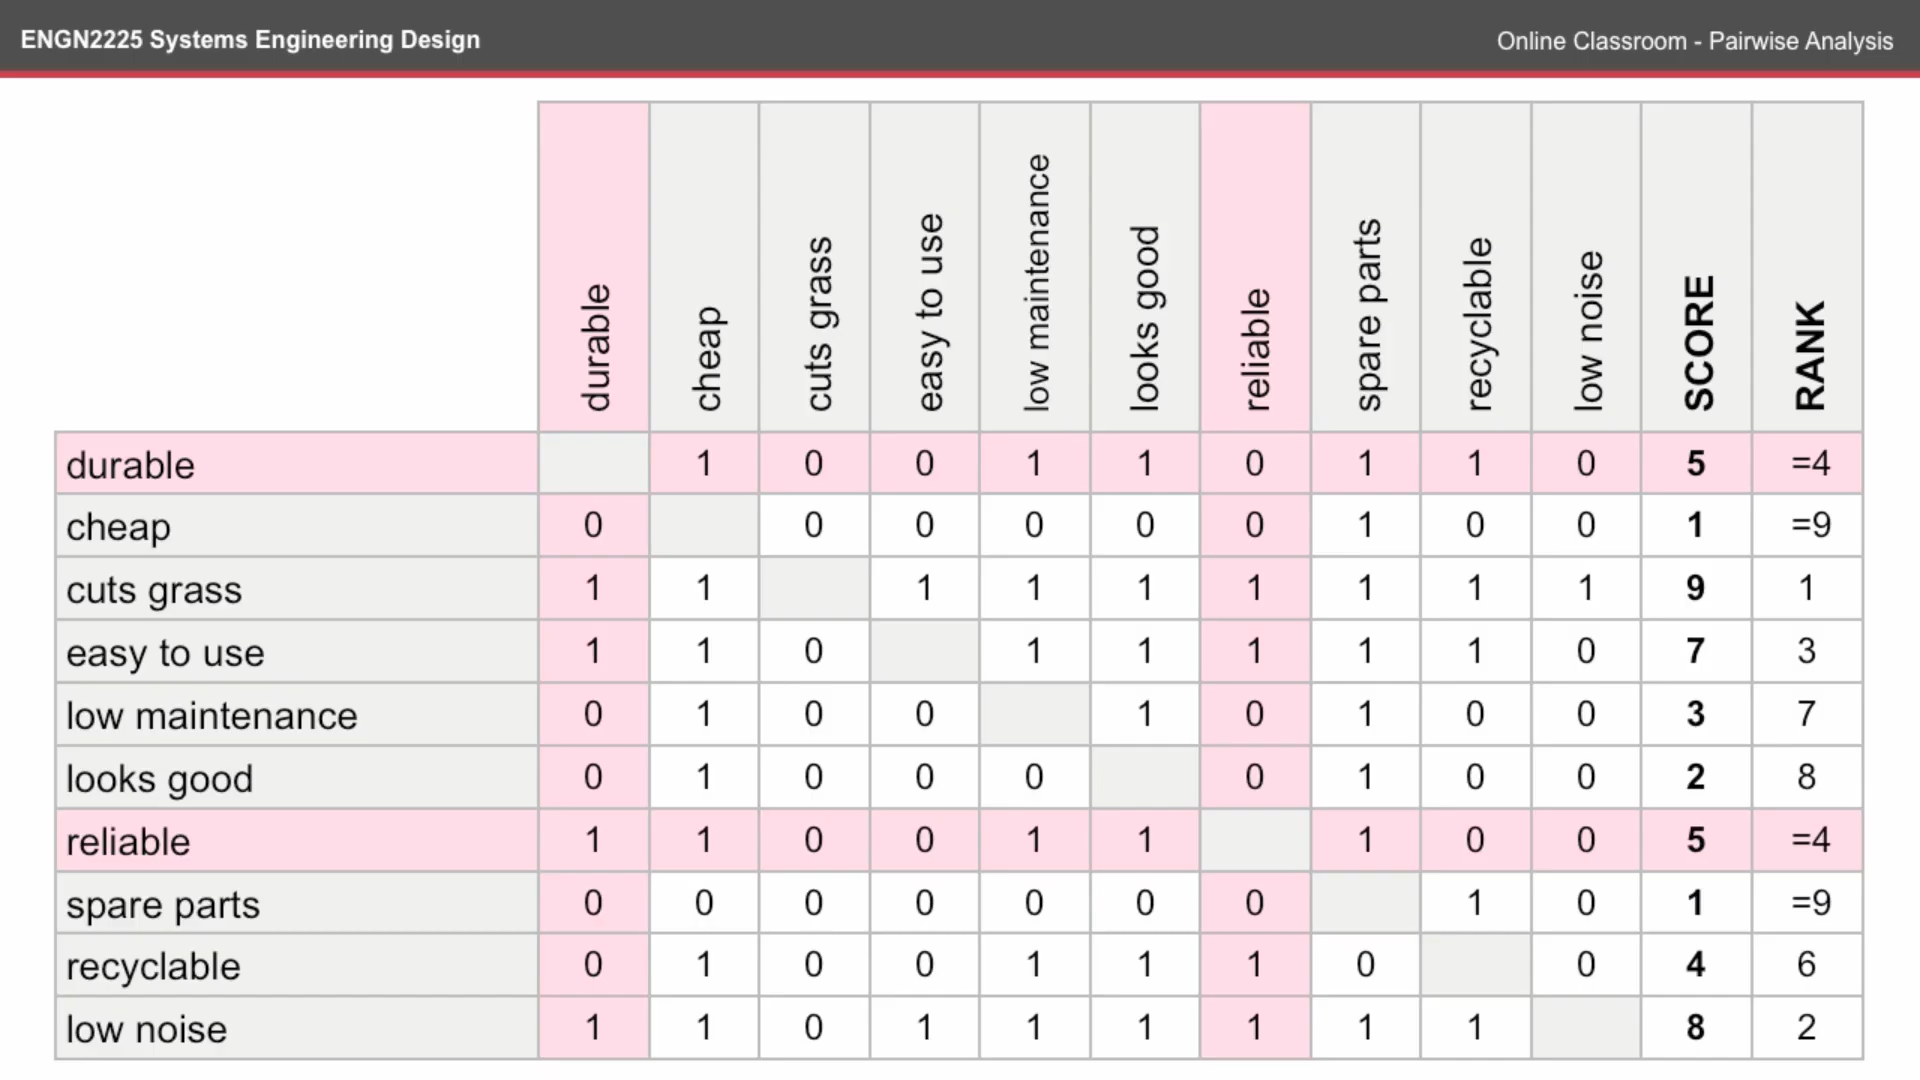 ENGN2225 Systems Engineering Design
Online Classroom - Pairwise Analysis
durable cheap cuts grass easy to use low maintenance looks good reliable spare parts recyclable low noise SCORE RANK
durable 1 0 0 1 1 0 1 1 0 5 =4
cheap 0 0 0 0 0 0 1 0 0 1 =9
cuts grass 1 1 1 1 1 1 1 1 1 9 1
easy to use 1 1 0 1 1 1 1 1 0 7 3
low maintenance 0 1 0 0 1 0 1 0 0 3 7
looks good 0 1 0 0 0 0 1 0 0 2 8
reliable 1 1 0 0 1 1 1 0 0 5 =4
spare parts 0 0 0 0 0 0 0 1 0 1 =9
recyclable 0 1 0 0 1 1 1 0 0 4 6
low noise 1 1 0 1 1 1 1 1 1 8 2